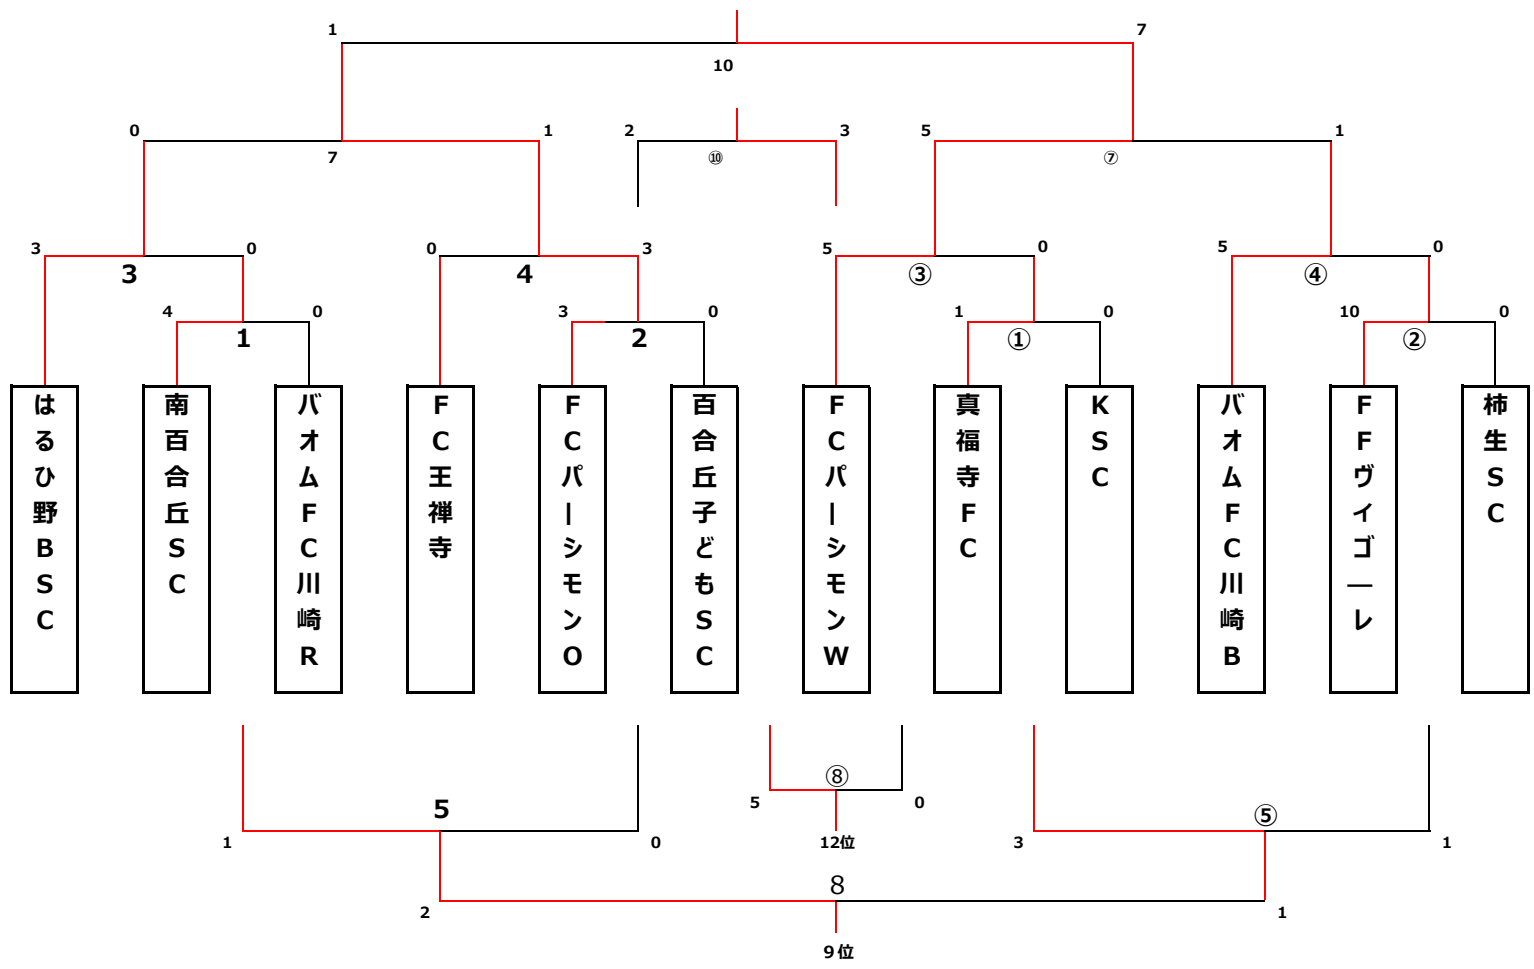 1 7
10
0 1 2 3 5 1
7 ⑩ ⑦
3 0 0 3 5 0 5 0
3 4 ③ ④
4 0 3 0 1 0 10 0
1 2 ① ②
はるひ野BSC
南百合丘SC
バオムFC川崎R
FC王禅寺
FCパーシモンO
百合丘子どもSC
FCパーシモンW
真福寺FC
KSC
バオムFC川崎B
FFヴィゴーレ
柿生SC
⑧
5 5 0 ⑤
1 0 12位 3 1
8
2 1
9位